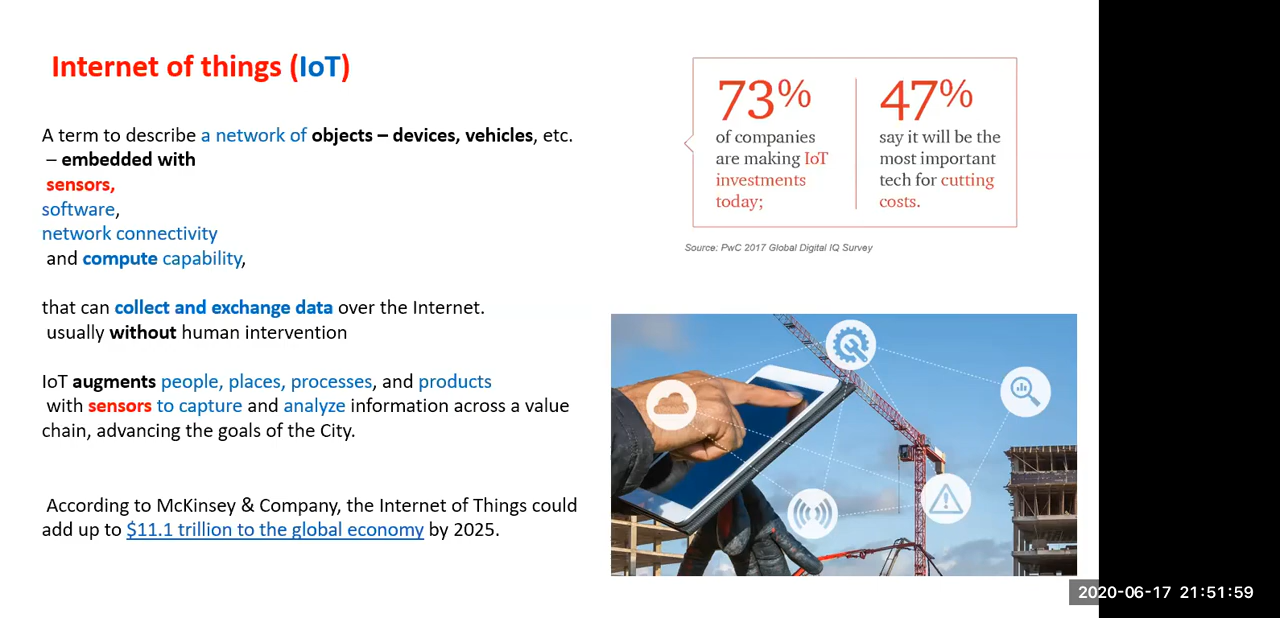 Internet of things (IoT)
A term to describe a network of objects – devices, vehicles, etc.
– embedded with
sensors,
software,
network connectivity
and compute capability,
that can collect and exchange data over the Internet.
usually without human intervention
IoT augments people, places, processes, and products
with sensors to capture and analyze information across a value
chain, advancing the goals of the City.
According to McKinsey & Company, the Internet of Things could
add up to $11.1 trillion to the global economy by 2025.
73%
of companies
are making IoT
investments
today;
47%
say it will be the
most important
tech for cutting
costs.
Source: PwC 2017 Global Digital IQ Survey
2020-06-17 21:51:59